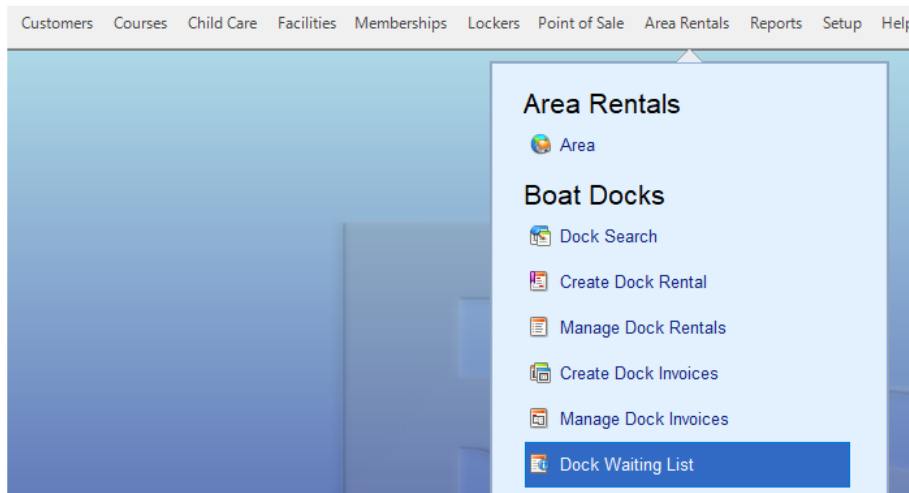 Customers Courses Child Care Facilities Memberships Lockers Point of Sale Area Rentals Reports Setup Help
Area Rentals
Area
Boat Docks
Dock Search
Create Dock Rental
Manage Dock Rentals
Create Dock Invoices
Manage Dock Invoices
Dock Waiting List